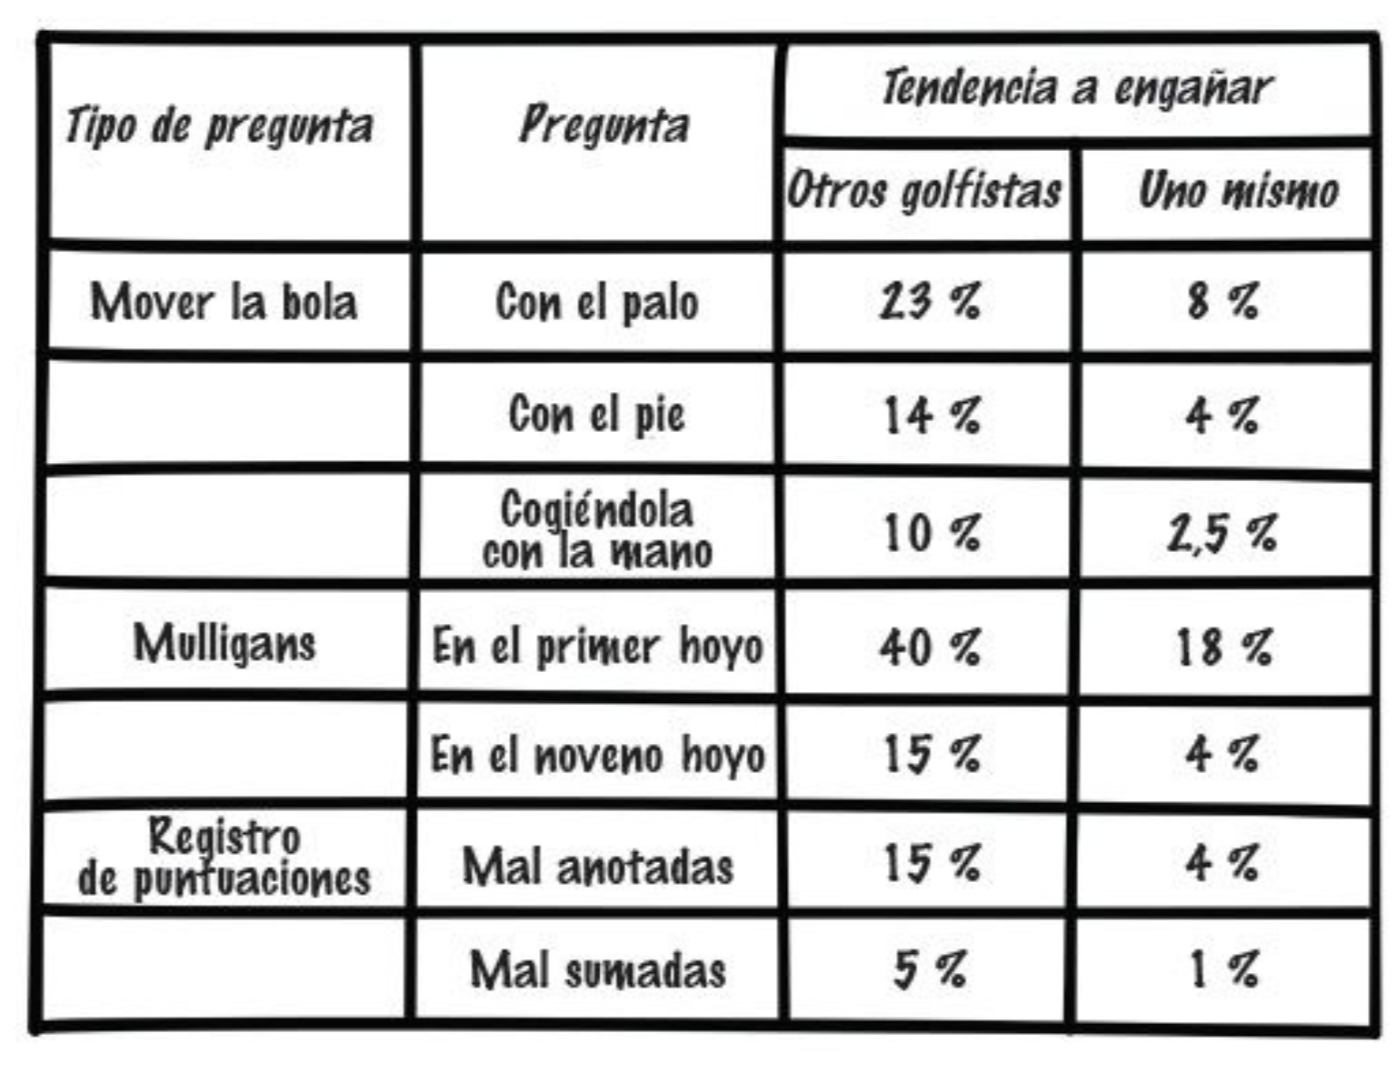 Tipo de pregunta
Pregunta
Tendencia a engañar
Otros golfistas
Uno mismo
Mover la bola
Con el palo
23 %
8 %
Con el pie
14 %
4 %
Cogiéndola
con la mano
10 %
2,5 %
Mulligans
En el primer hoyo
40 %
18 %
En el noveno hoyo
15 %
4 %
Registro
de puntuaciones
Mal anotadas
15 %
4 %
Mal sumadas
5 %
1 %